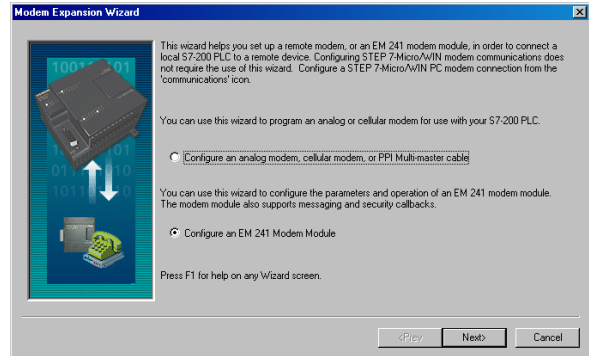 Modem Expansion Wizard
This wizard helps you set up a remote modem, or an EM 241 modem module, in order to connect a
local S7-200 PLC to a remote device. Configuring STEP 7-Micro/WIN modem communications does
not require the use of this wizard. Configure a STEP 7-Micro/WIN PC modem connection from the
'communications' icon.
You can use this wizard to program an analog or cellular modem for use with your S7-200 PLC.
Configure an analog modem, cellular modem, or PPI Multi-master cable
You can use this wizard to configure the parameters and operation of an EM 241 modem module.
The modem module also supports messaging and security callbacks.
Configure an EM 241 Modem Module
Press F1 for help on any Wizard screen.
<Prev Next> Cancel